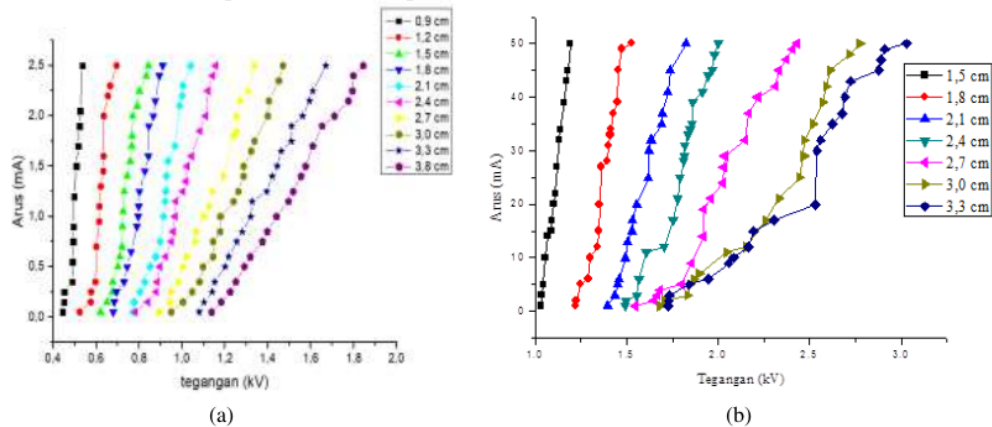 (a)
Arus (mA)
2,5
2,0
1,5
1,0
0,5
0,0
0,4 0,6 0,8 1,0 1,2 1,4 1,6 1,8 2,0
tegangan (kV)
0,9 cm
1,2 cm
1,5 cm
1,8 cm
2,1 cm
2,4 cm
2,7 cm
3,0 cm
3,3 cm
3,8 cm
(b)
Arus (mA)
50
40
30
20
10
0
1.0 1.5 2.0 2.5 3.0
Tegangan (kV)
1,5 cm
1,8 cm
2,1 cm
2,4 cm
2,7 cm
3,0 cm
3,3 cm